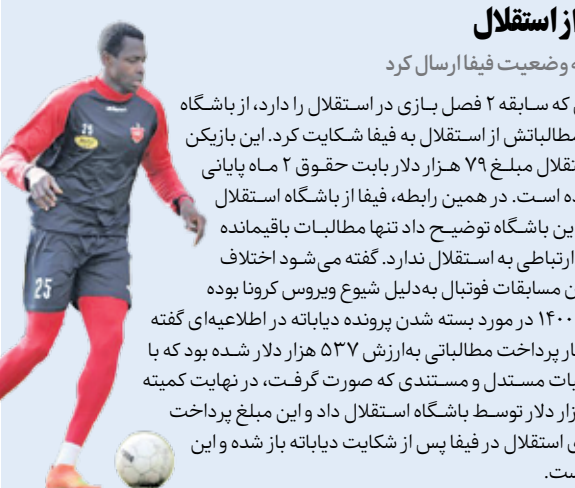 از استقلال
وضعیت فیفا ارسال کرد
که سابقه ۲ فصل بازی در استقلال را دارد، از باشگاه
مطالباتش از استقلال به فیفا شکایت کرد. این بازیکن
مبلغ ۷۹ هزار دلار بابت حقوق ۲ ماه پایانی
است. در همین رابطه، فیفا از باشگاه استقلال
این باشگاه توضیح داد تنها مطالبات باقیمانده
ارتباطی به استقلال ندارد. گفته می‌شود اختلاف
مسابقات فوتبال به‌دلیل شیوع ویروس کرونا بوده
۱۴۰۰ در مورد بسته شدن پرونده دیاباته در اطلاعیه‌ای گفته
پرداخت مطالباتی به‌ارزش ۵۳۷ هزار دلار شده بود که با
مستدل و مستندی که صورت گرفت، در نهایت کمیته
دلار توسط باشگاه استقلال داد و این مبلغ پرداخت
استقلال در فیفا پس از شکایت دیاباته باز شده و این
25
25